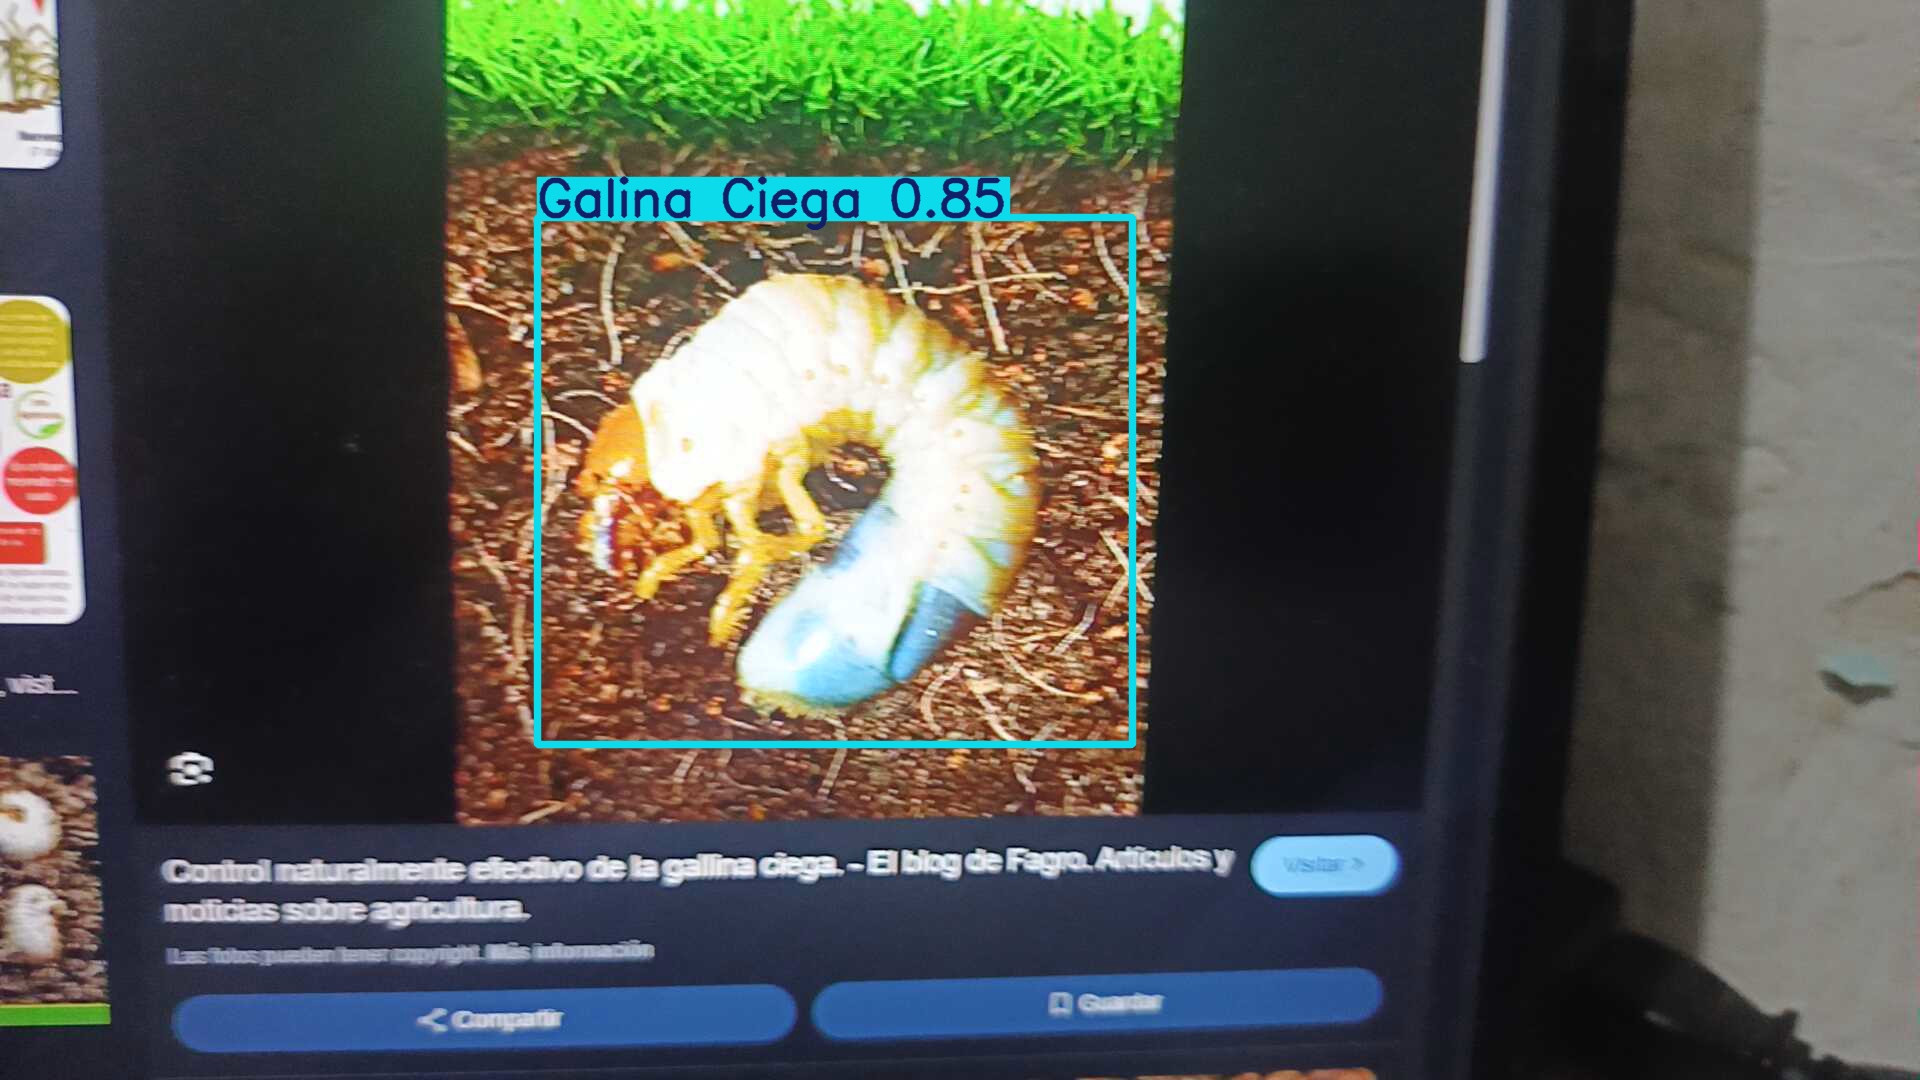 Galina Ciega 0.85
, vist...
Control naturalmente efectivo de la gallina ciega. - El blog de Fagro. Artículos y
noticias sobre agricultura.
Visitar >
Las fotos pueden tener copyright. Más información
Compartir
Guardar